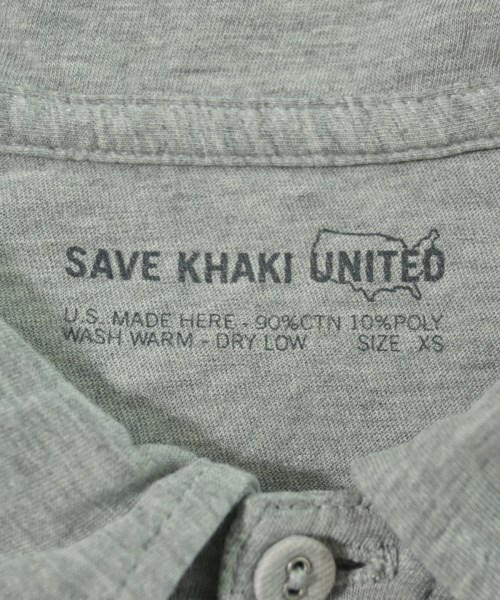 SAVE KHAKI UNITED
U.S. MADE HERE - 90%CTN 10%POLY
WASH WARM - DRY LOW SIZE XS